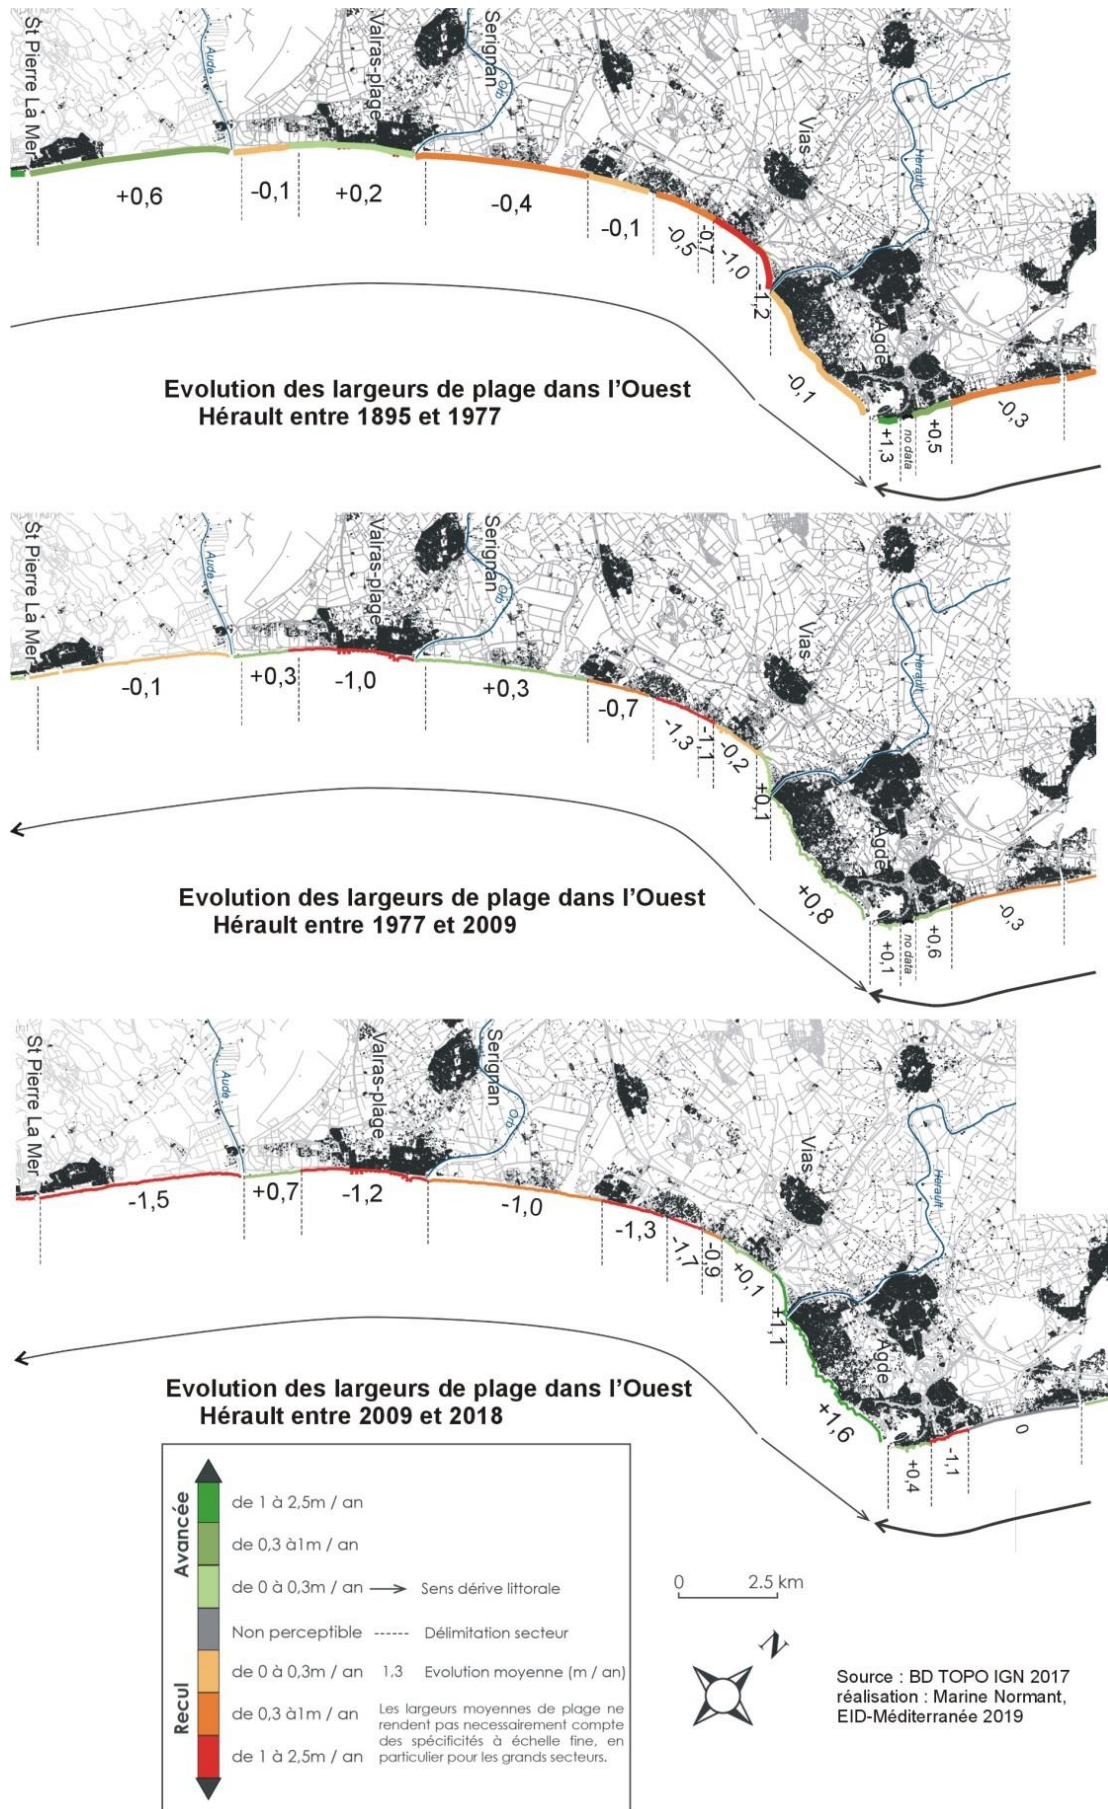 St Pierre La Mer
Aude
Valras-plage
Serignan
Orb
Vias
Herault
Agde
+0,6
-0,1
+0,2
-0,4
-0,1
-0,5
-0,7
-1,0
-1,2
-0,1
+1,3
no data
+0,5
-0,3
Evolution des largeurs de plage dans l'Ouest
Hérault entre 1895 et 1977
St Pierre La Mer
Aude
Valras-plage
Serignan
Orb
Vias
Herault
Agde
-0,1
+0,3
-1,0
+0,3
-0,7
-1,3
-1,1
-0,2
+0,1
+0,8
+0,1
no data
+0,6
-0,3
Evolution des largeurs de plage dans l'Ouest
Hérault entre 1977 et 2009
St Pierre La Mer
Aude
Valras-plage
Serignan
Orb
Vias
Herault
Agde
-1,5
+0,7
-1,2
-1,0
-1,3
-1,7
-0,9
+0,1
+1,1
+1,6
+0,4
-1,1
0
Evolution des largeurs de plage dans l'Ouest
Hérault entre 2009 et 2018
Avancée
Recul
de 1 à 2,5m / an
de 0,3 à1m / an
de 0 à 0,3m / an
Non perceptible
de 0 à 0,3m / an
de 0,3 à1m / an
de 1 à 2,5m / an
Sens dérive littorale
Délimitation secteur
1,3 Evolution moyenne (m / an)
Les largeurs moyennes de plage ne
rendent pas necessairement compte
des spécificités à échelle fine, en
particulier pour les grands secteurs.
0 2.5 km
N
Source : BD TOPO IGN 2017
réalisation : Marine Normant,
EID-Méditerranée 2019